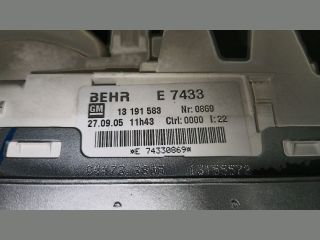 BEHR E 7433
GM 13 191 583 Nr: 0869
27.09.05 11h43 Ctrl: 0000 I: 22
*E 74330869*